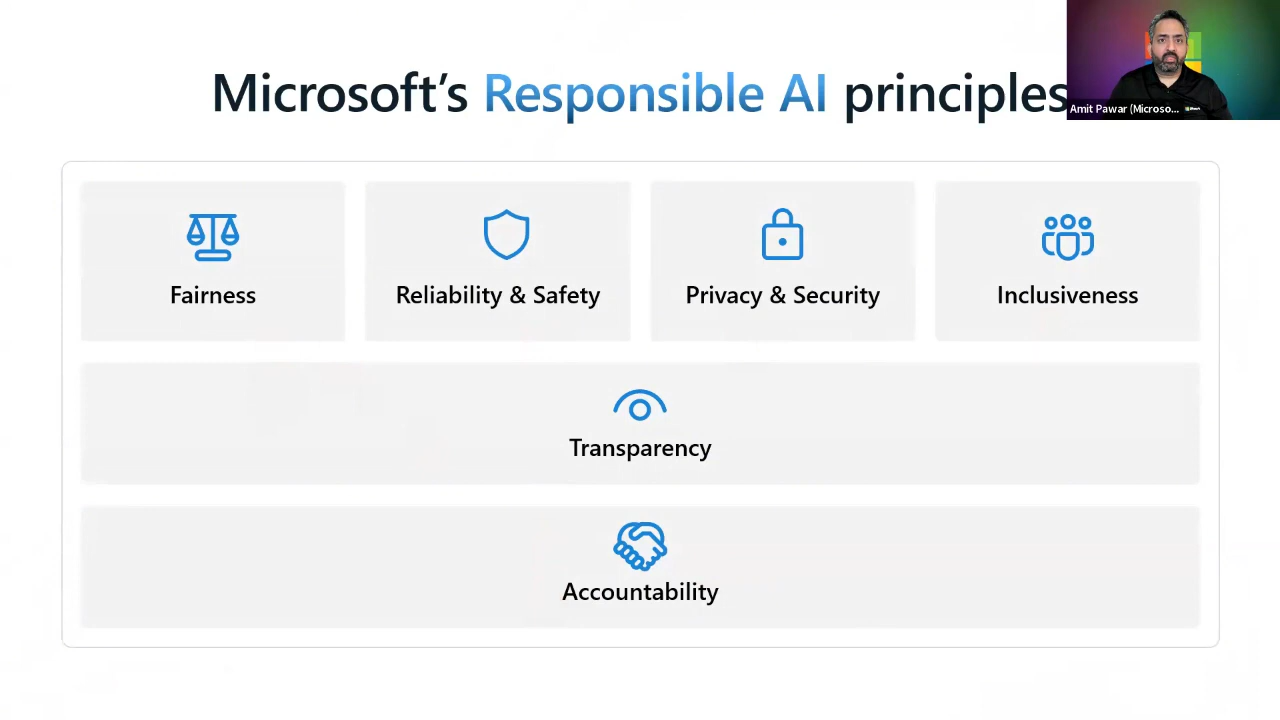 Microsoft's Responsible AI principles
Amit Pawar (Microso...
Fairness
Reliability & Safety
Privacy & Security
Inclusiveness
Transparency
Accountability